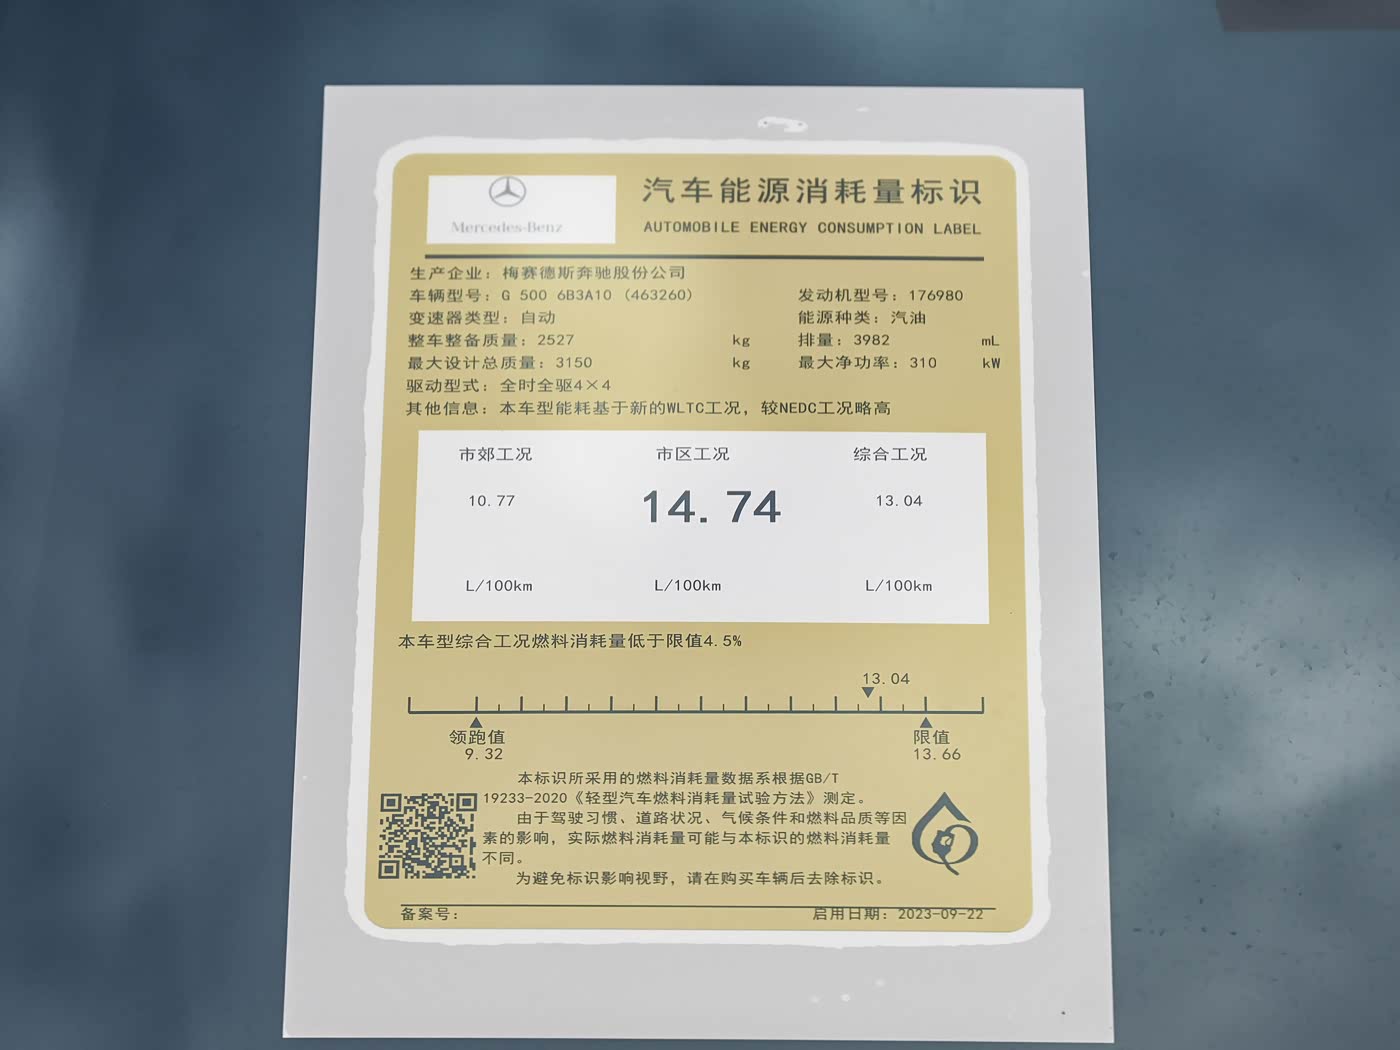 Mercedes-Benz
汽车能源消耗量标识
AUTOMOBILE ENERGY CONSUMPTION LABEL
生产企业：梅赛德斯奔驰股份公司
车辆型号：G 500 6B3A10 (463260) 发动机型号：176980
变速器类型：自动 能源种类：汽油
整车整备质量：2527 kg 排量：3982 mL
最大设计总质量：3150 kg 最大净功率：310 kW
驱动型式：全时全驱4×4
其他信息：本车型能耗基于新的WLTC工况，较NEDC工况略高
市郊工况 市区工况 综合工况
10.77 14.74 13.04
L/100km L/100km L/100km
本车型综合工况燃料消耗量低于限值4.5%
13.04
领跑值 限值
9.32 13.66
本标识所采用的燃料消耗量数据系根据GB/T
19233-2020《轻型汽车燃料消耗量试验方法》测定。
由于驾驶习惯、道路状况、气候条件和燃料品质等因
素的影响，实际燃料消耗量可能与本标识的燃料消耗量
不同。
为避免标识影响视野，请在购买车辆后去除标识。
备案号： 启用日期：2023-09-22